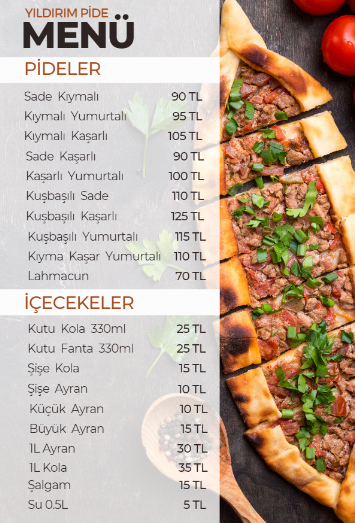 YILDIRIM PİDE
MENÜ
PİDELER
Sade Kıymalı 90 TL
Kıymalı Yumurtalı 95 TL
Kıymalı Kaşarlı 105 TL
Sade Kaşarlı 90 TL
Kaşarlı Yumurtalı 100 TL
Kuşbaşılı Sade 110 TL
Kuşbaşılı Kaşarlı 125 TL
Kuşbaşılı Yumurtalı 115 TL
Kıyma Kaşar Yumurtalı 110 TL
Lahmacun 70 TL
İÇECEKELER
Kutu Kola 330ml 25 TL
Kutu Fanta 330ml 25 TL
Şişe Kola 15 TL
Şişe Ayran 10 TL
Küçük Ayran 10 TL
Büyük Ayran 15 TL
1L Ayran 30 TL
1L Kola 35 TL
Şalgam 15 TL
Su 0.5L 5 TL